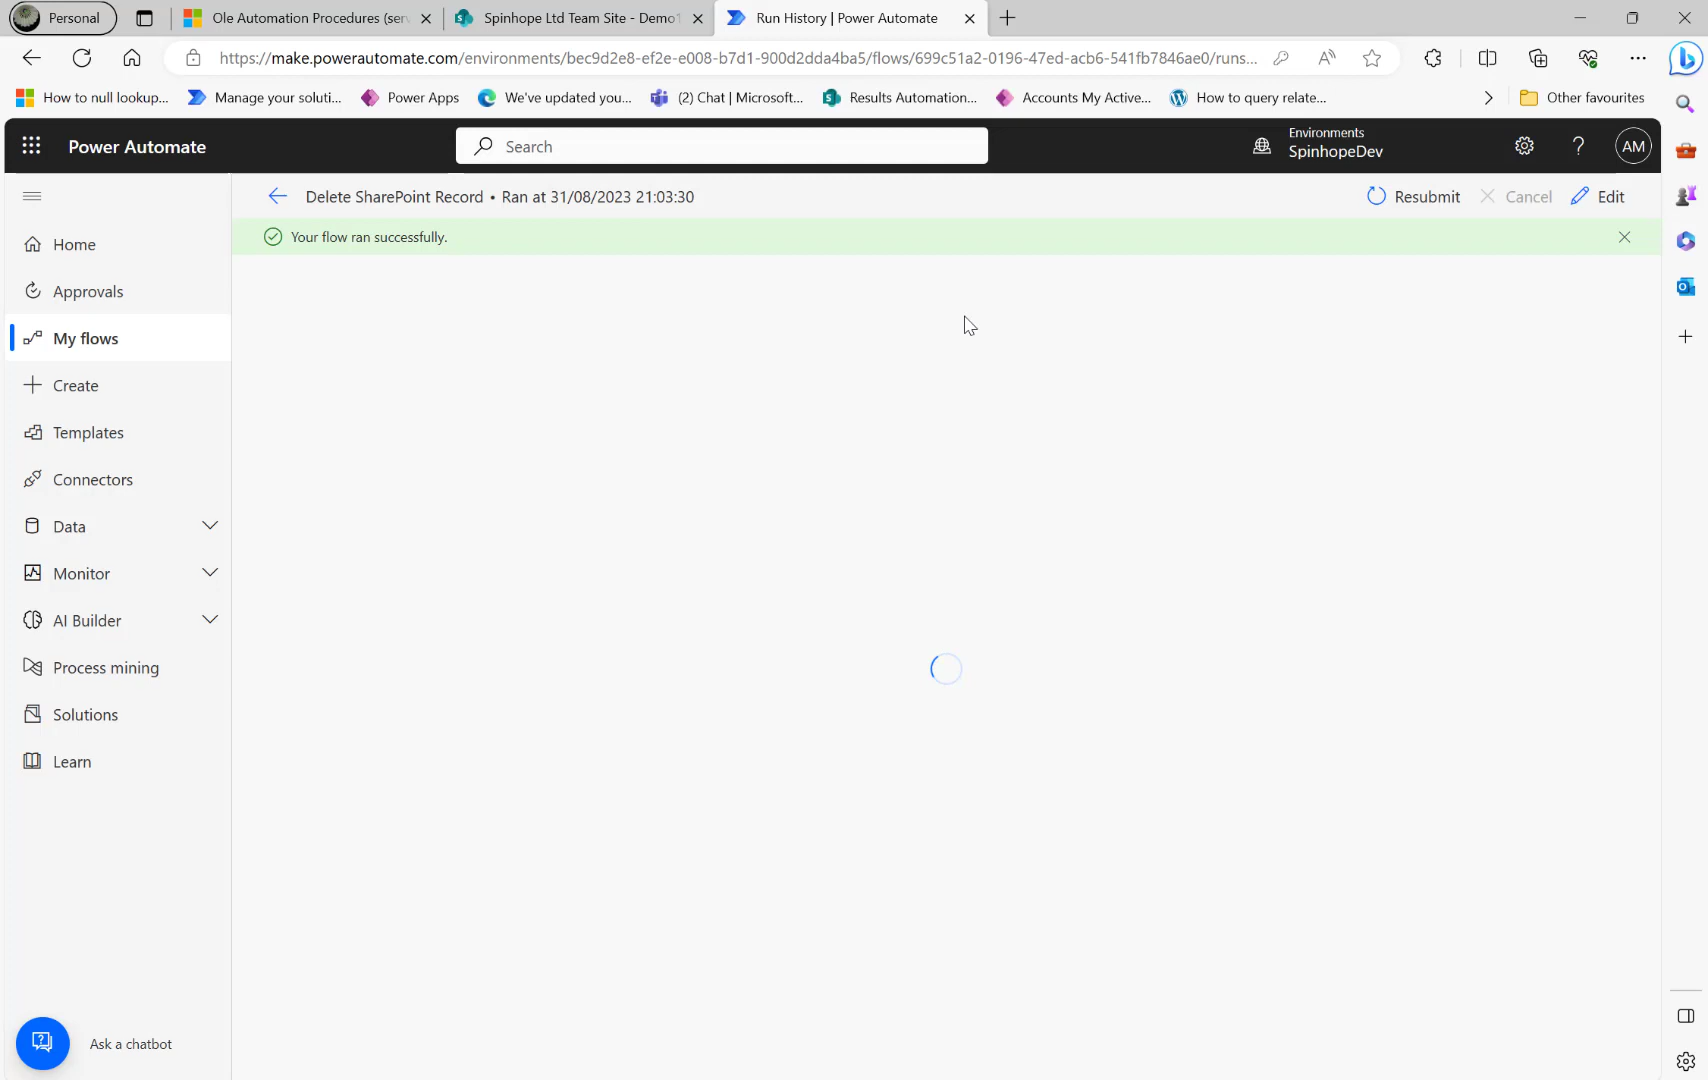 Personal
Ole Automation Procedures (serv
Spinhope Ltd Team Site - Demo1
Run History | Power Automate
https://make.powerautomate.com/environments/bec9d2e8-ef2e-e008-b7d1-900d2dda4ba5/flows/699c51a2-0196-47ed-acb6-541fb7846ae0/runs...
How to null lookup...
Manage your soluti...
Power Apps
We've updated you...
(2) Chat | Microsoft...
Results Automation...
Accounts My Active...
How to query relate...
Other favourites
Power Automate
Search
Environments
SpinhopeDev
AM
Delete SharePoint Record • Ran at 31/08/2023 21:03:30
Resubmit
Cancel
Edit
Your flow ran successfully.
Home
Approvals
My flows
Create
Templates
Connectors
Data
Monitor
AI Builder
Process mining
Solutions
Learn
Ask a chatbot